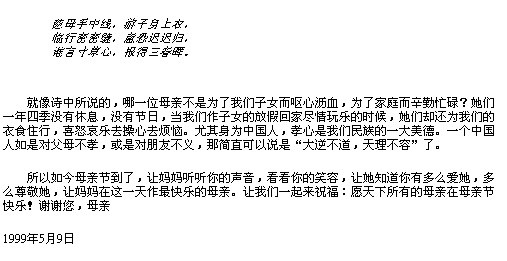 慈母手中线，游子身上衣，
临行密密缝，意恐迟迟归，
谁言寸草心，报得三春晖。
就像诗中所说的，哪一位母亲不是为了我们子女而呕心沥血，为了家庭而辛勤忙碌？她们
一年四季没有休息，没有节日，当我们作子女的放假回家尽情玩乐的时候，她们却还为我们的
衣食住行，喜怒哀乐去操心去烦恼。尤其身为中国人，孝心是我们民族的一大美德。一个中国
人如是对父母不孝，或是对朋友不义，那简直可以说是“大逆不道，天理不容”了。
所以如今母亲节到了，让妈妈听听你的声音，看看你的笑容，让她知道你有多么爱她，多
么尊敬她，让妈妈在这一天作最快乐的母亲。让我们一起来祝福：愿天下所有的母亲在母亲节
快乐！谢谢您，母亲
1999年5月9日